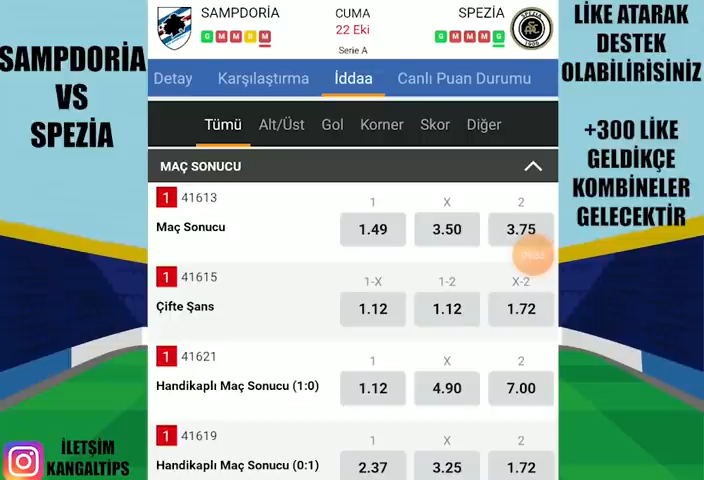 SAMPDORİA
VS
SPEZİA
SAMPDORİA
G M M B M
CUMA
22 Eki
Serie A
SPEZİA
G M M M G
Detay Karşılaştırma İddaa Canlı Puan Durumu
Tümü Alt/Üst Gol Korner Skor Diğer
MAÇ SONUCU
1 41613 1 X 2
Maç Sonucu 1.49 3.50 3.75
1 41615 1-X 1-2 X-2
Çifte Şans 1.12 1.12 1.72
1 41621 1 X 2
Handikaplı Maç Sonucu (1:0) 1.12 4.90 7.00
1 41619 1 X 2
Handikaplı Maç Sonucu (0:1) 2.37 3.25 1.72
LİKE ATARAK
DESTEK
OLABİLİRİSİNİZ
+300 LİKE
GELDİKÇE
KOMBİNELER
GELECEKTİR
İLETŞİM
KANGALTİPS